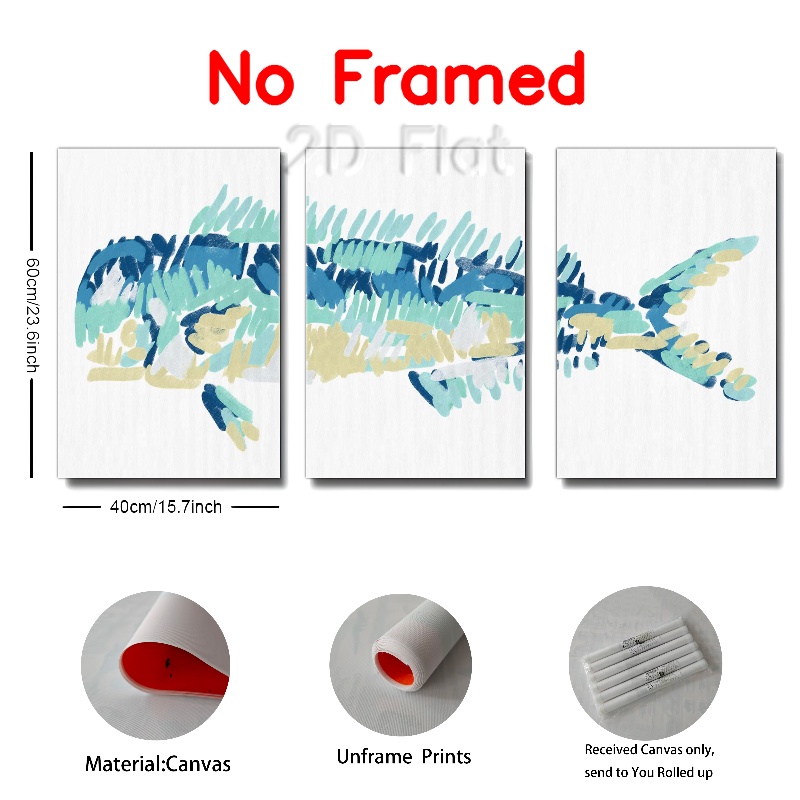 No Framed
2D Flat
60cm/23.6inch
40cm/15.7inch
Material:Canvas
Unframe Prints
Received Canvas only,
send to You Rolled up